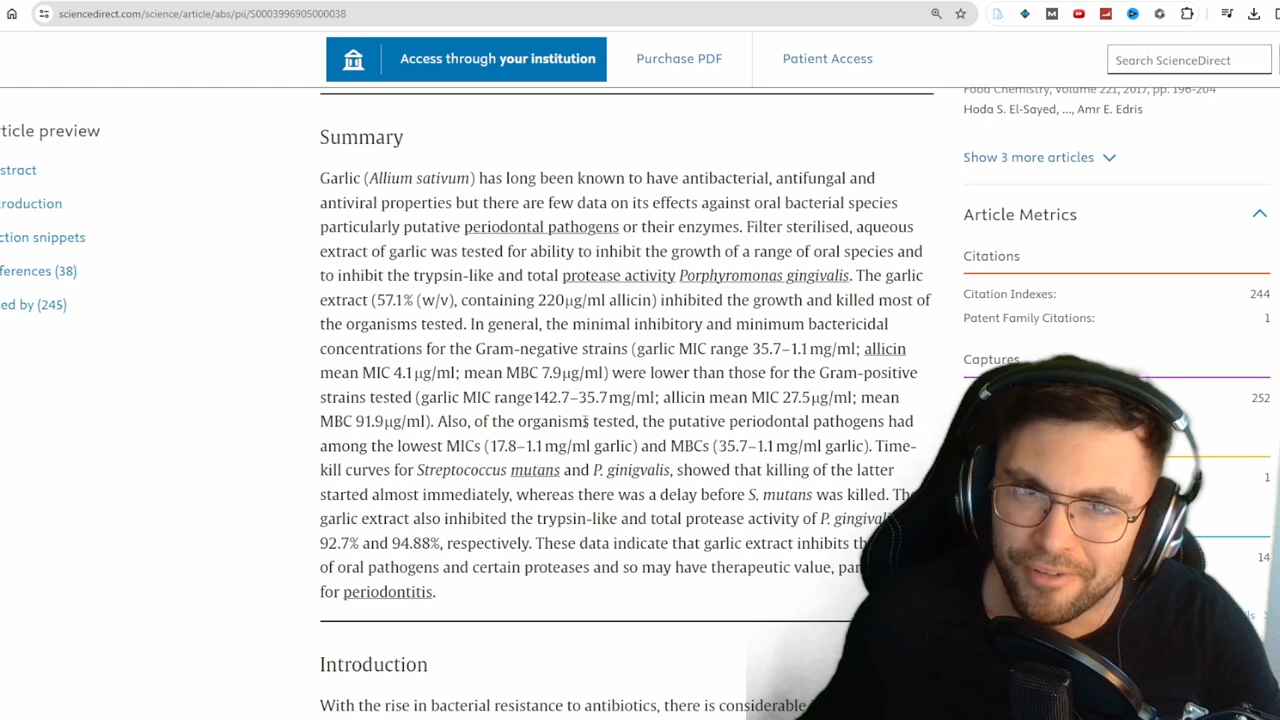 sciencedirect.com/science/article/abs/pii/S0003996905000038
Access through your institution
Purchase PDF
Patient Access
Search ScienceDirect
Food Chemistry, Volume 221, 2017, pp. 196-204
Hoda S. El-Sayed, ..., Amr E. Edris
Show 3 more articles
rticle preview
stract
roduction
ction snippets
ferences (38)
ed by (245)
Summary
Garlic (Allium sativum) has long been known to have antibacterial, antifungal and
antiviral properties but there are few data on its effects against oral bacterial species
particularly putative periodontal pathogens or their enzymes. Filter sterilised, aqueous
extract of garlic was tested for ability to inhibit the growth of a range of oral species and
to inhibit the trypsin-like and total protease activity Porphyromonas gingivalis. The garlic
extract (57.1% (w/v), containing 220μg/ml allicin) inhibited the growth and killed most of
the organisms tested. In general, the minimal inhibitory and minimum bactericidal
concentrations for the Gram-negative strains (garlic MIC range 35.7–1.1 mg/ml; allicin
mean MIC 4.1μg/ml; mean MBC 7.9μg/ml) were lower than those for the Gram-positive
strains tested (garlic MIC range142.7–35.7 mg/ml; allicin mean MIC 27.5μg/ml; mean
MBC 91.9μg/ml). Also, of the organisms tested, the putative periodontal pathogens had
among the lowest MICs (17.8–1.1 mg/ml garlic) and MBCs (35.7–1.1 mg/ml garlic). Time-
kill curves for Streptococcus mutans and P. ginigvalis, showed that killing of the latter
started almost immediately, whereas there was a delay before S. mutans was killed. The
garlic extract also inhibited the trypsin-like and total protease activity of P. gingival
92.7% and 94.88%, respectively. These data indicate that garlic extract inhibits th
of oral pathogens and certain proteases and so may have therapeutic value, par
for periodontitis.
Introduction
With the rise in bacterial resistance to antibiotics, there is considerable
Article Metrics
Citations
Citation Indexes: 244
Patent Family Citations: 1
Captures
252
1
14